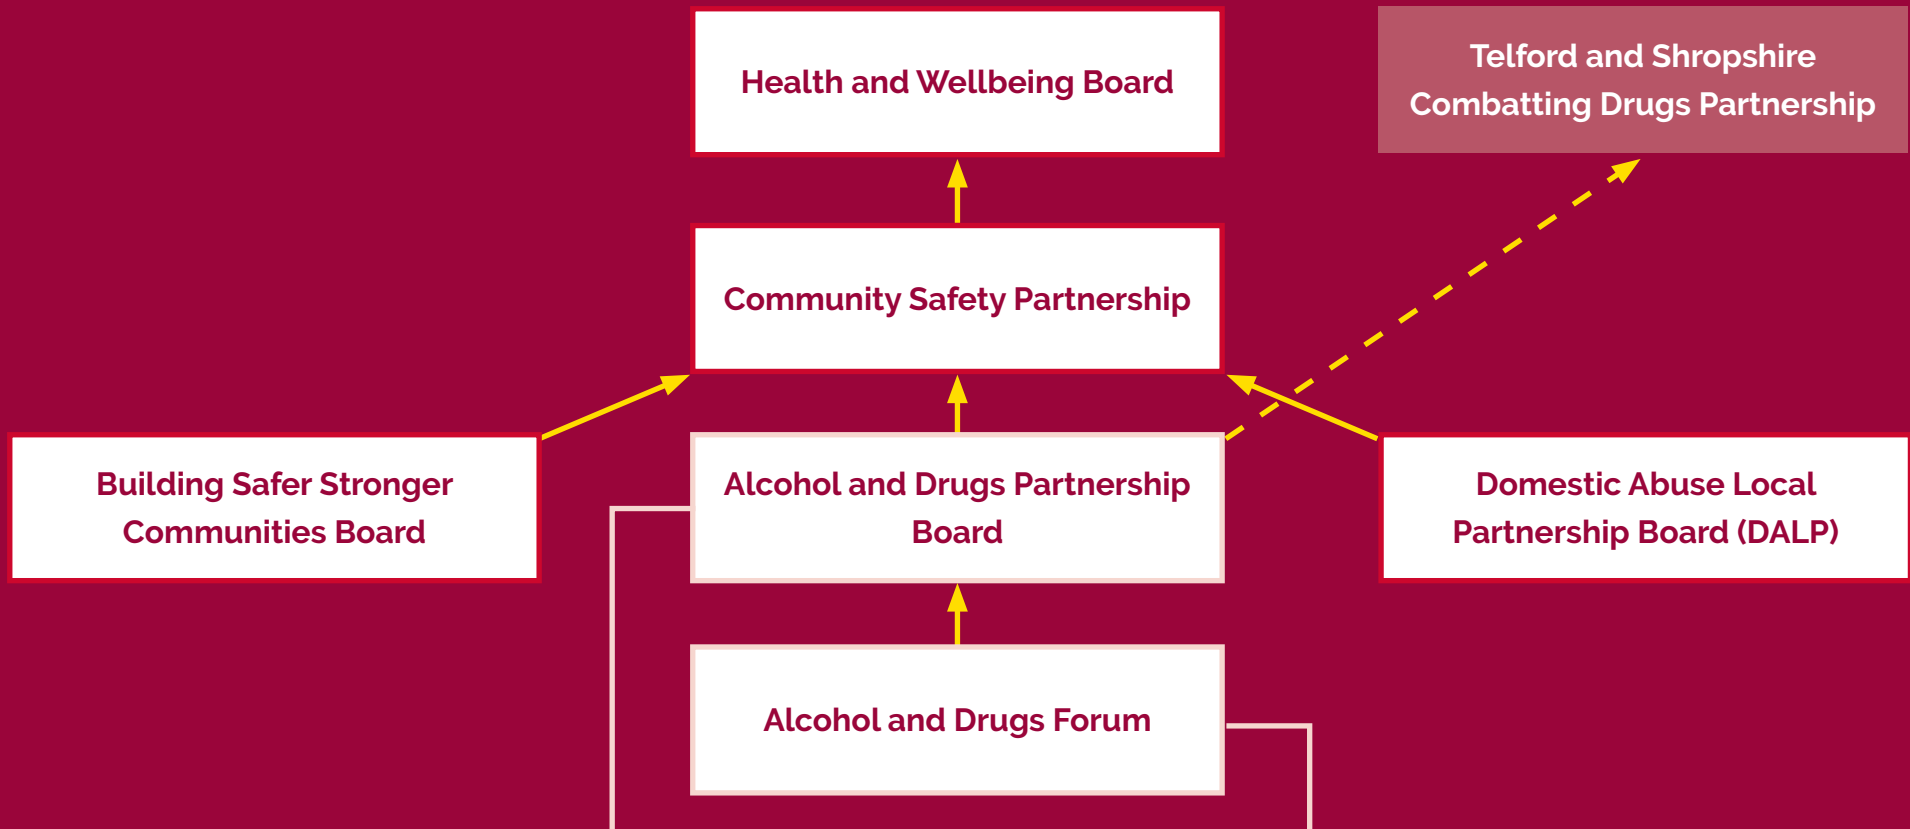 Health and Wellbeing Board
Telford and Shropshire
Combatting Drugs Partnership
Community Safety Partnership
Building Safer Stronger
Communities Board
Alcohol and Drugs Partnership
Board
Domestic Abuse Local
Partnership Board (DALP)
Alcohol and Drugs Forum